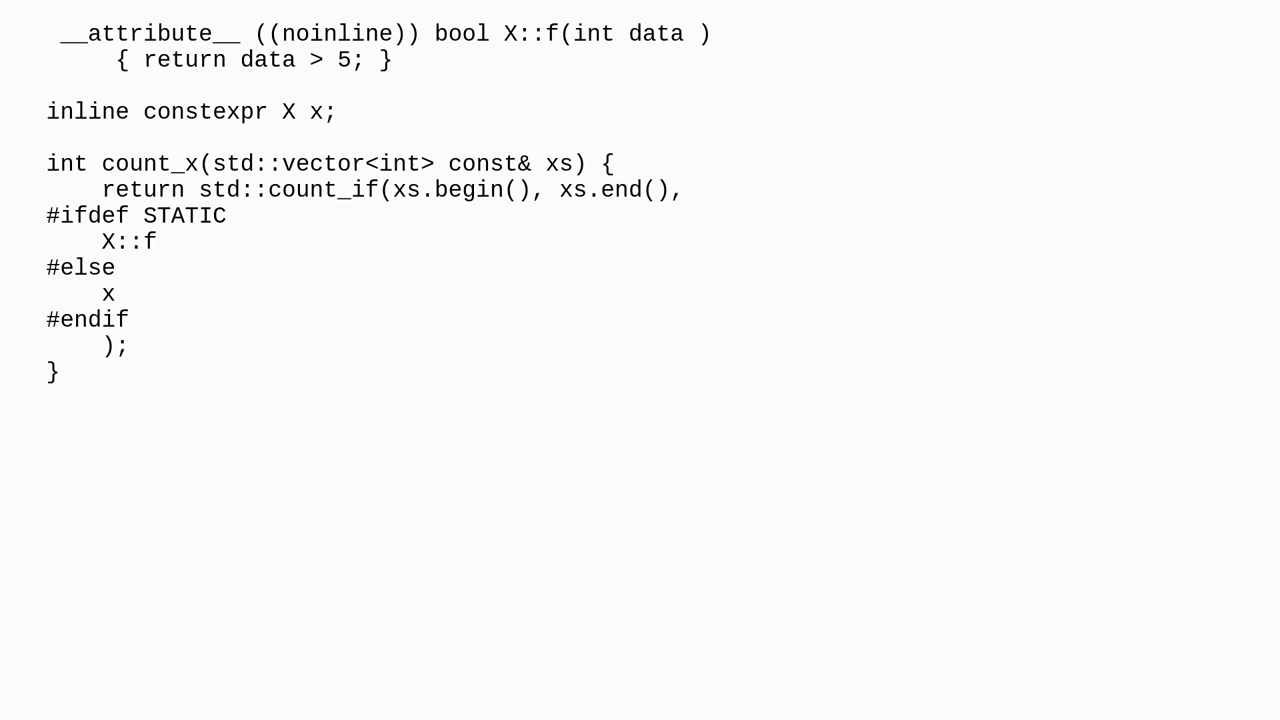 __attribute__ ((noinline)) bool X::f(int data )
{ return data > 5; }
inline constexpr X x;
int count_x(std::vector<int> const& xs) {
return std::count_if(xs.begin(), xs.end(),
#ifdef STATIC
X::f
#else
x
#endif
);
}